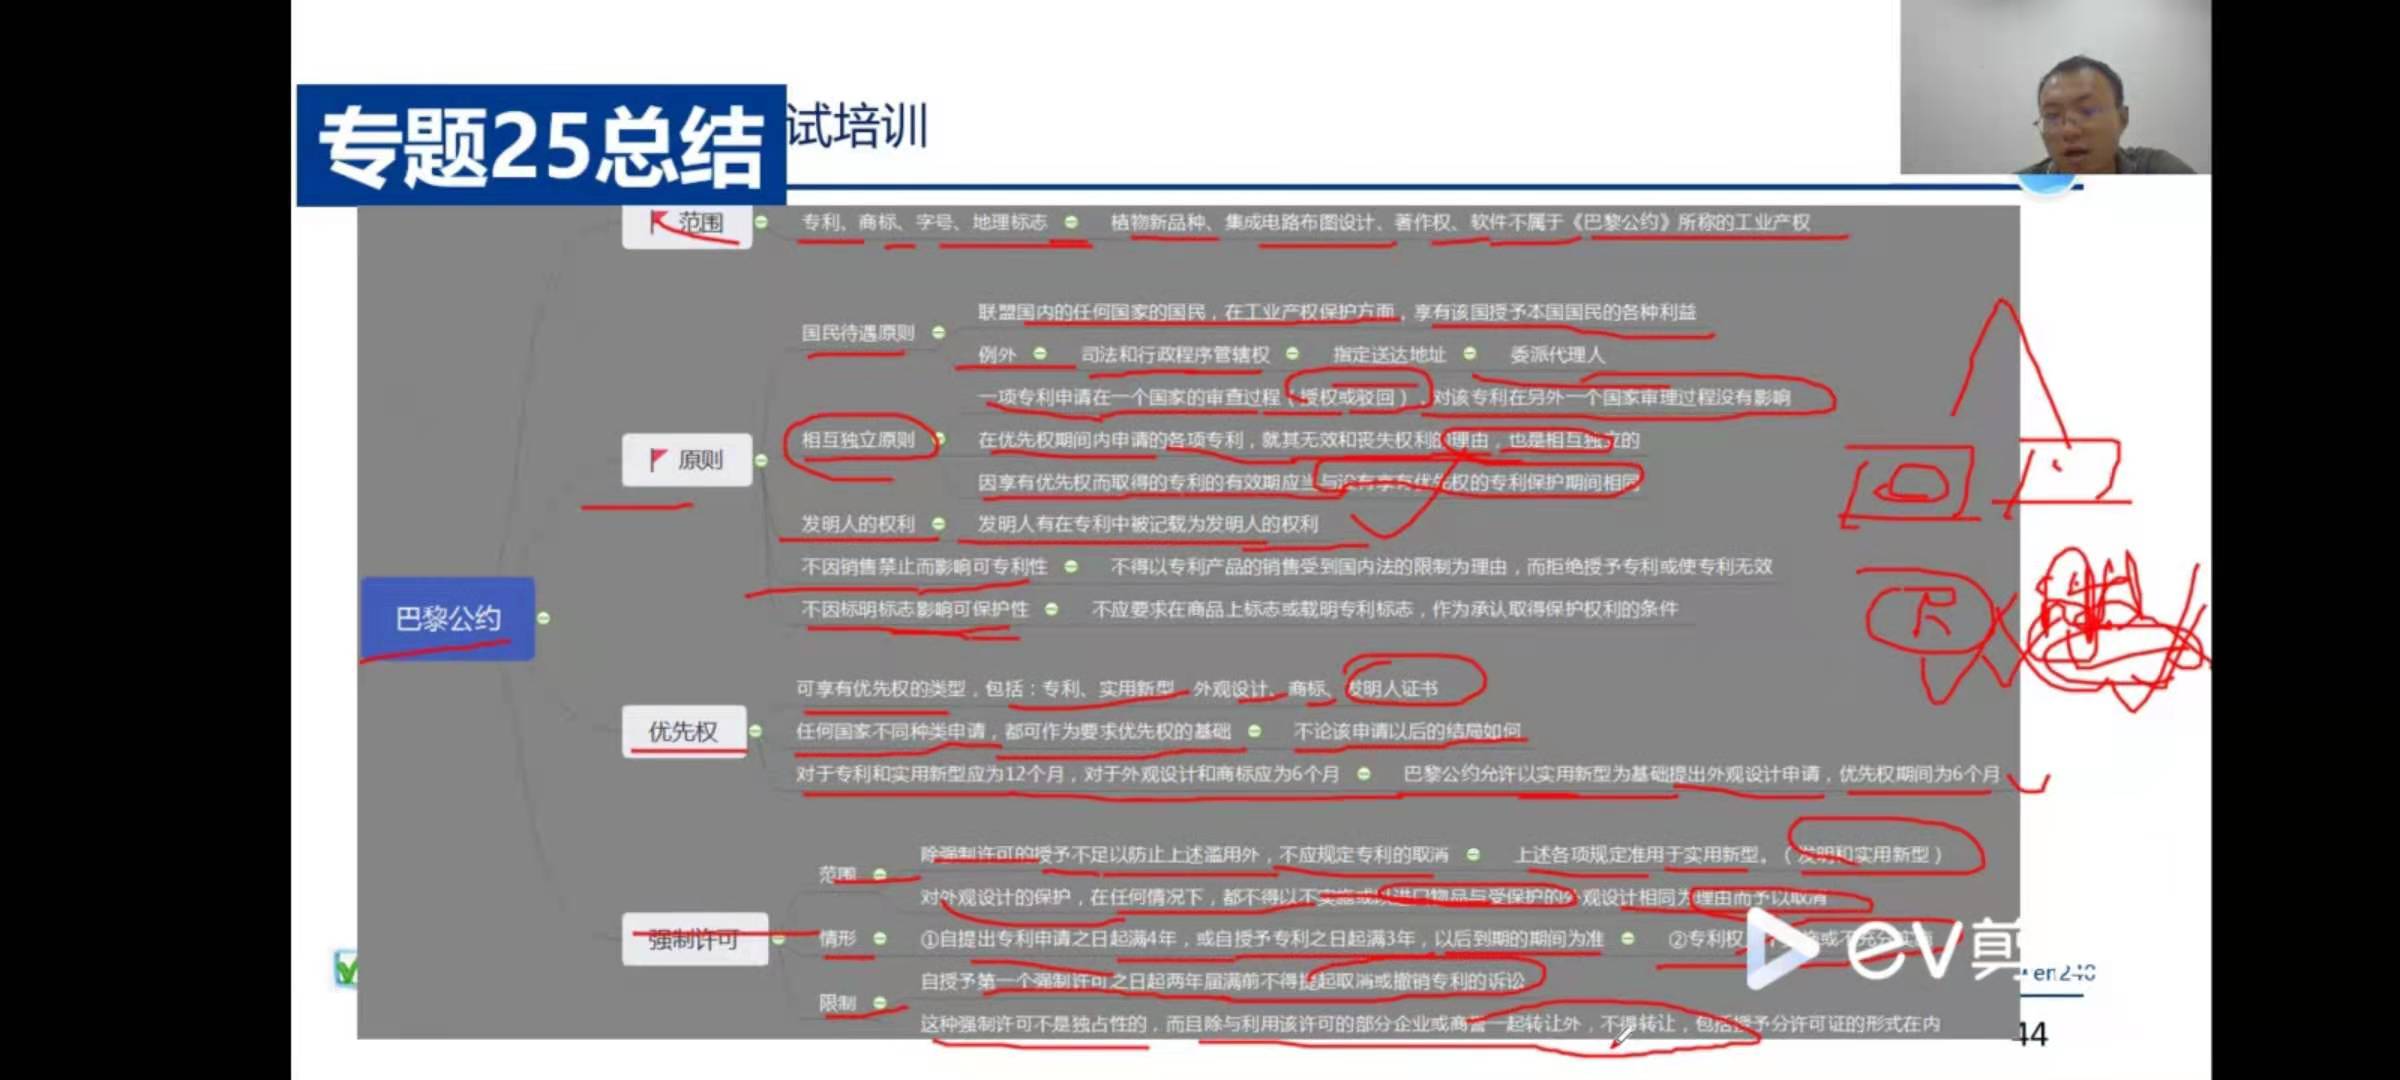 专题25总结
试培训
范围
专利、商标、字号、地理标志
植物新品种、集成电路布图设计、著作权、软件不属于《巴黎公约》所称的工业产权
联盟国内的任何国家的国民，在工业产权保护方面，享有该国授予本国国民的各种利益
国民待遇原则
例外
司法和行政程序管辖权
指定送达地址
委派代理人
一项专利申请在一个国家的审查过程（授权或驳回），对该专利在另外一个国家审理过程没有影响
相互独立原则
在优先权期间内申请的各项专利，就其无效和丧失权利的理由，也是相互独立的
原则
因享有优先权而取得的专利的有效期应当与没有享有优先权的专利保护期间相同
发明人的权利
发明人有在专利中被记载为发明人的权利
不因销售禁止而影响可专利性
不得以专利产品的销售受到国内法的限制为理由，而拒绝授予专利或使专利无效
不因标明标志影响可保护性
不应要求在商品上标志或载明专利标志，作为承认取得保护权利的条件
巴黎公约
可享有优先权的类型，包括：专利、实用新型、外观设计、商标、发明人证书
优先权
任何国家不同种类申请，都可作为要求优先权的基础
不论该申请以后的结局如何
对于专利和实用新型应为12个月，对于外观设计和商标应为6个月
巴黎公约允许以实用新型为基础提出外观设计申请，优先权期间为6个月
除强制许可的授予不足以防止上述滥用外，不应规定专利的取消
上述各项规定准用于实用新型。（发明和实用新型）
范围
对外观设计的保护，在任何情况下，都不得以不实施或以进口物品与受保护的外观设计相同为理由而予以取消
强制许可
情形
①自提出专利申请之日起满4年，或自授予专利之日起满3年，以后到期的期间为准
②专利权
施或不充分实施
自授予第一个强制许可之日起两年届满前不得提起取消或撤销专利的诉讼
限制
这种强制许可不是独占性的，而且除与利用该许可的部分企业或商誉一起转让外，不得转让，包括授予分许可证的形式在内
ev剪
en240
44